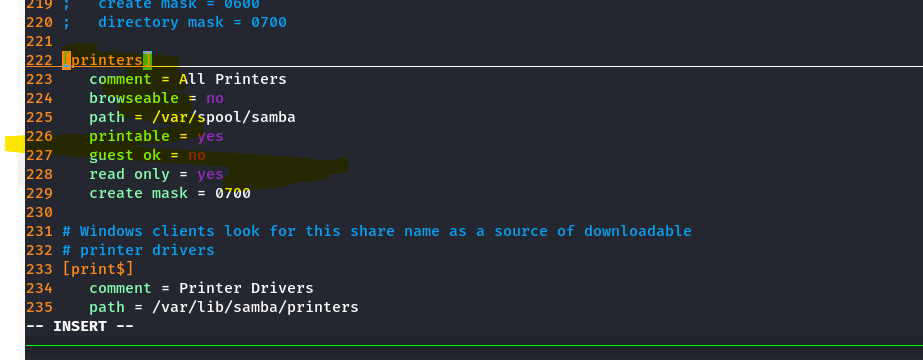 219 ;   create mask = 0600
220 ;   directory mask = 0700
221
222 [printers]
223    comment = All Printers
224    browseable = no
225    path = /var/spool/samba
226    printable = yes
227    guest ok = no
228    read only = yes
229    create mask = 0700
230
231 # Windows clients look for this share name as a source of downloadable
232 # printer drivers
233 [print$]
234    comment = Printer Drivers
235    path = /var/lib/samba/printers
-- INSERT --